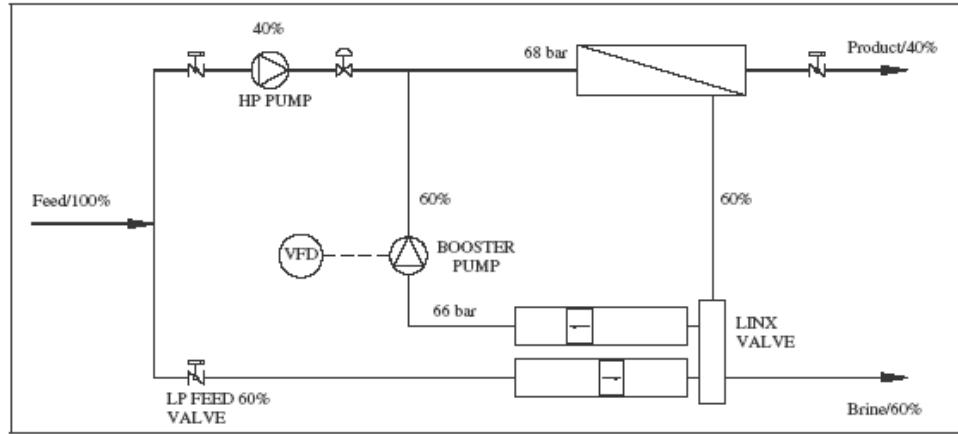 40%
HP PUMP
68 bar
Product/40%
Feed/100%
60%
60%
VFD
BOOSTER
PUMP
66 bar
LINX
VALVE
LP FEED 60%
VALVE
Brine/60%